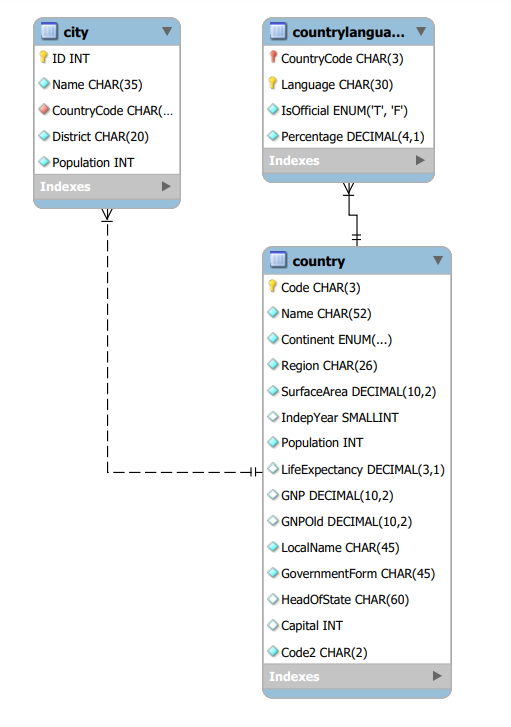 city
ID INT
Name CHAR(35)
CountryCode CHAR(...
District CHAR(20)
Population INT
Indexes
countrylangua...
CountryCode CHAR(3)
Language CHAR(30)
IsOfficial ENUM('T', 'F')
Percentage DECIMAL(4,1)
Indexes
country
Code CHAR(3)
Name CHAR(52)
Continent ENUM(...)
Region CHAR(26)
SurfaceArea DECIMAL(10,2)
IndepYear SMALLINT
Population INT
LifeExpectancy DECIMAL(3,1)
GNP DECIMAL(10,2)
GNPOld DECIMAL(10,2)
LocalName CHAR(45)
GovernmentForm CHAR(45)
HeadOfState CHAR(60)
Capital INT
Code2 CHAR(2)
Indexes